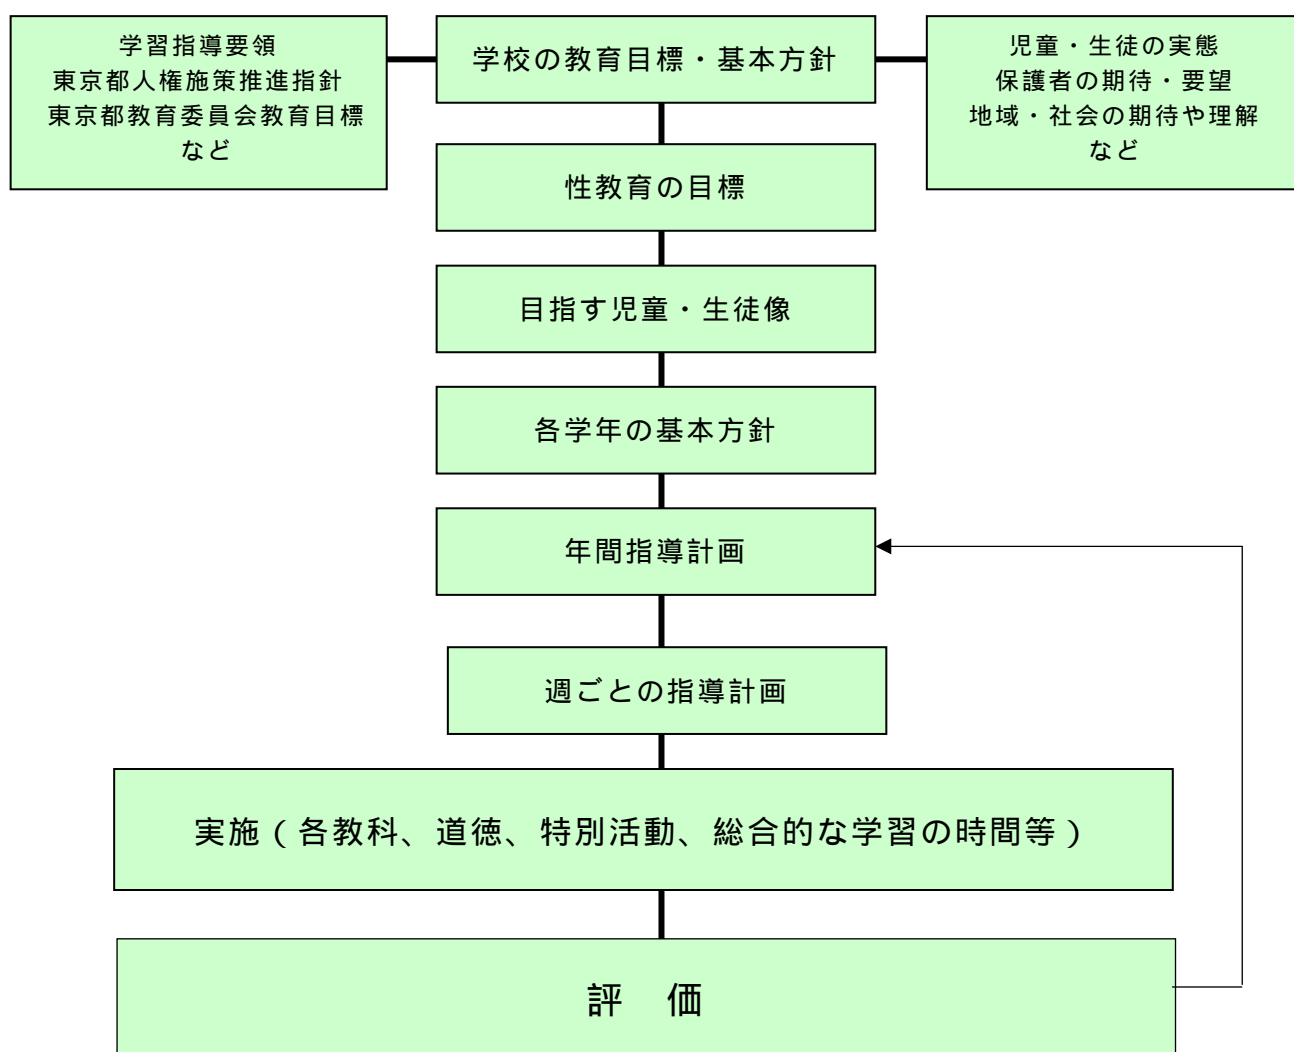 学習指導要領
東京都人権施策推進指針
東京都教育委員会教育目標
など
学校の教育目標・基本方針
児童・生徒の実態
保護者の期待・要望
地域・社会の期待や理解
など
性教育の目標
目指す児童・生徒像
各学年の基本方針
年間指導計画
週ごとの指導計画
実施（各教科、道徳、特別活動、総合的な学習の時間等）
評　価